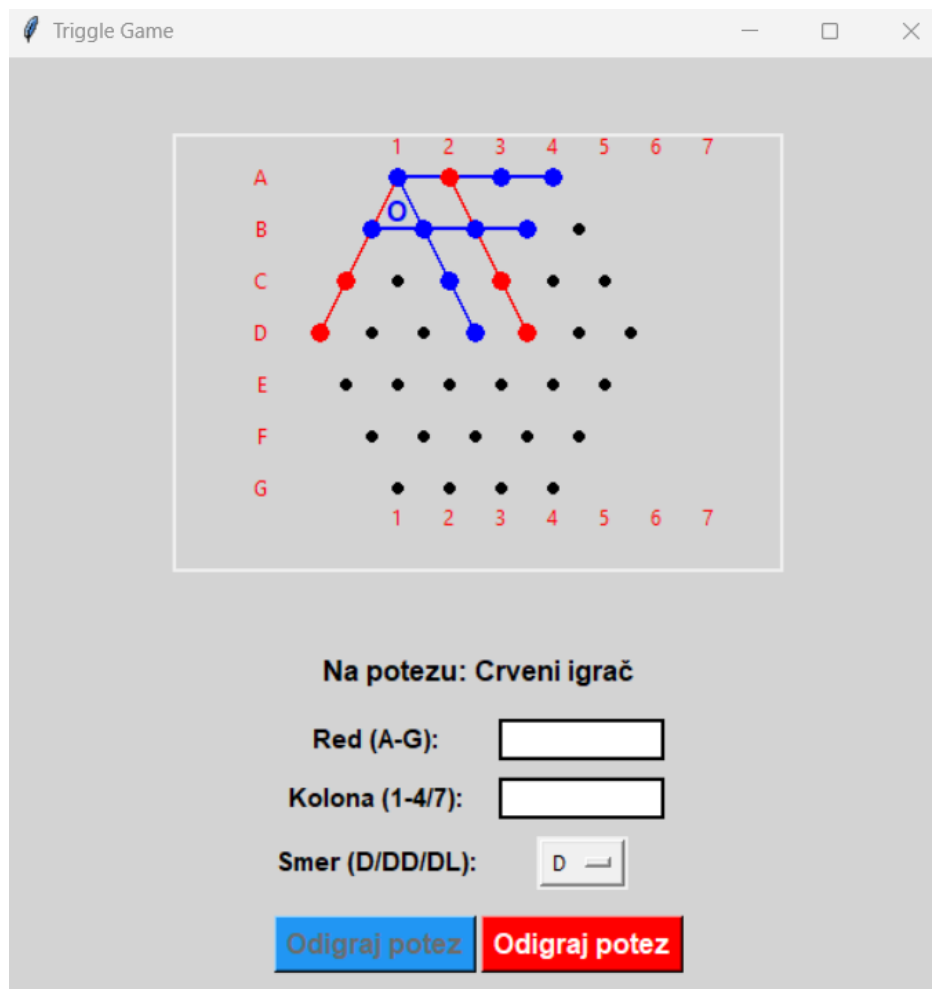 Triggle Game
1 2 3 4 5 6 7
A
O
B
C
D
E
F
G
1 2 3 4 5 6 7
Na potezu: Crveni igrač
Red (A-G):
Kolona (1-4/7):
Smer (D/DD/DL): D
Odigraj potez Odigraj potez